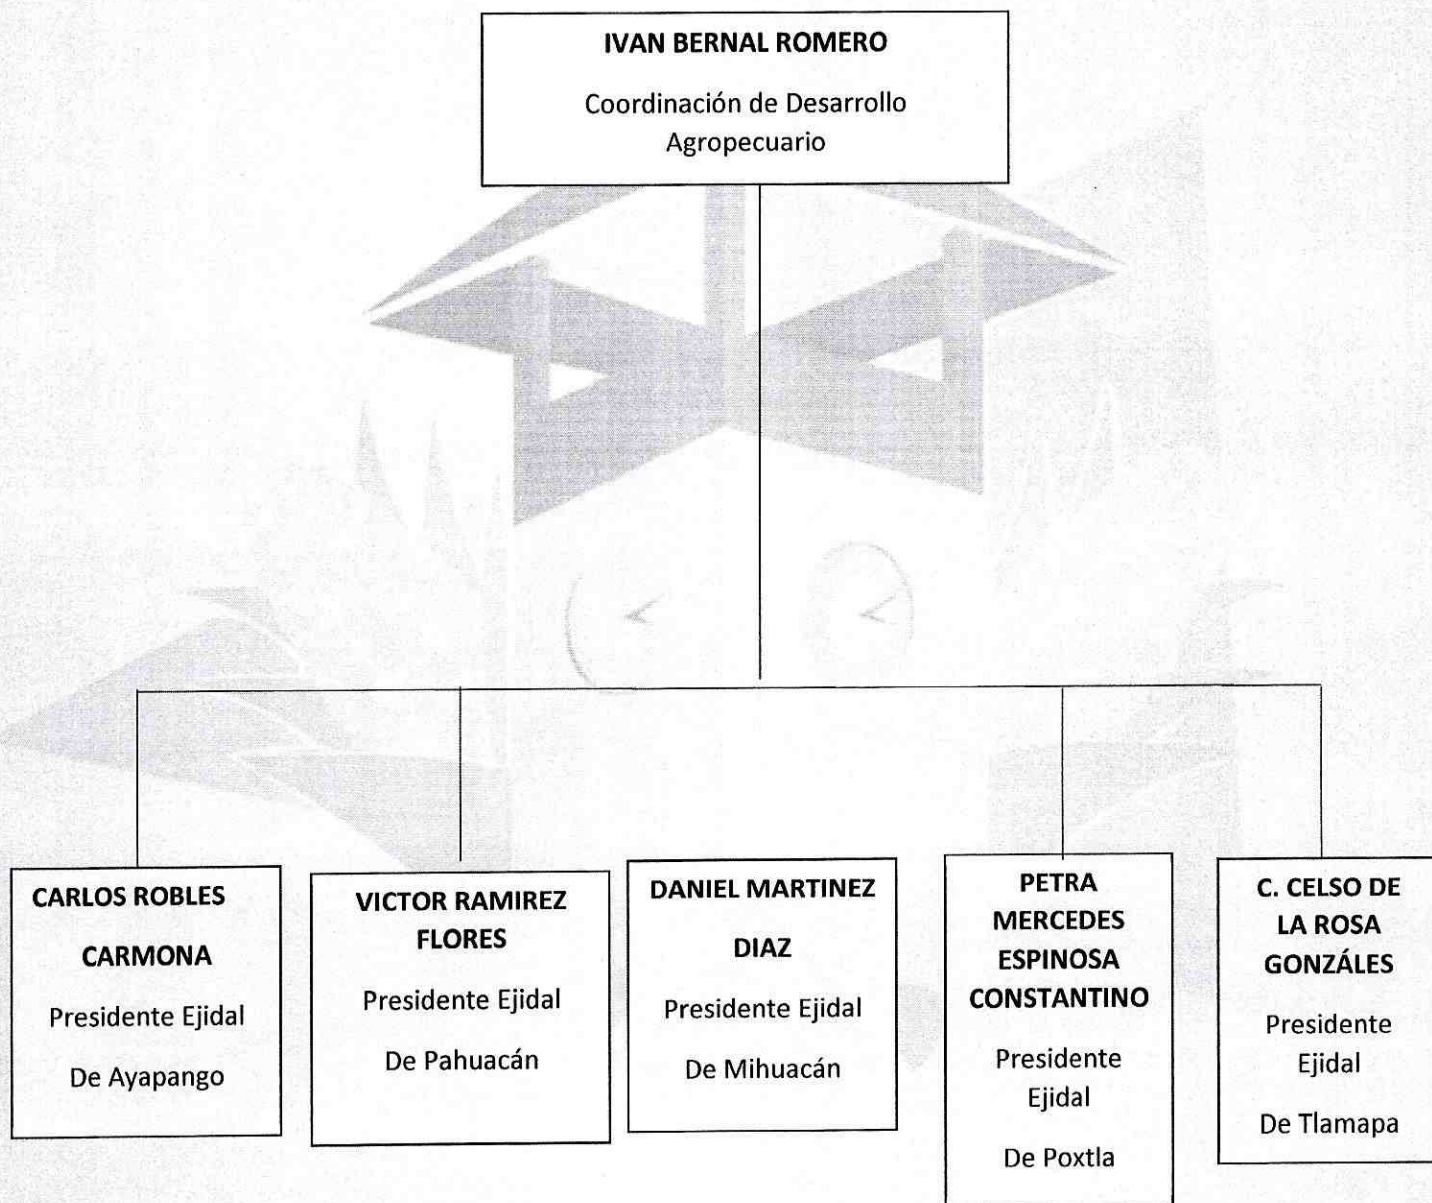 IVAN BERNAL ROMERO
Coordinación de Desarrollo
Agropecuario
CARLOS ROBLES
CARMONA
Presidente Ejidal
De Ayapango
VICTOR RAMIREZ
FLORES
Presidente Ejidal
De Pahuacán
DANIEL MARTINEZ
DIAZ
Presidente Ejidal
De Mihuacán
PETRA
MERCEDES
ESPINOSA
CONSTANTINO
Presidente
Ejidal
De Poxtla
C. CELSO DE
LA ROSA
GONZÁLES
Presidente
Ejidal
De Tlamapa